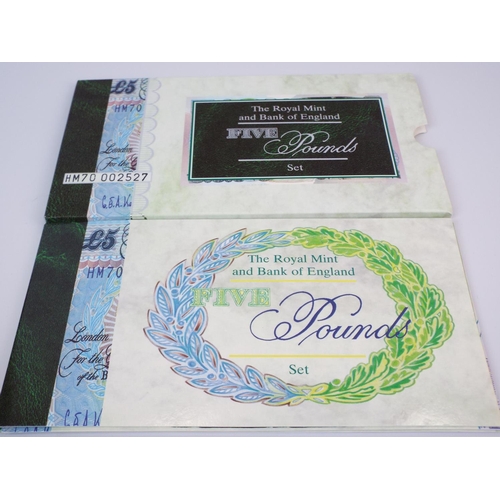 £5
HM70
London
For the
HM70 002527
The Royal Mint
and Bank of England
FIVE Pounds
Set
£5
HM70
London
For the
of the B
The Royal Mint
and Bank of England
FIVE Pounds
Set